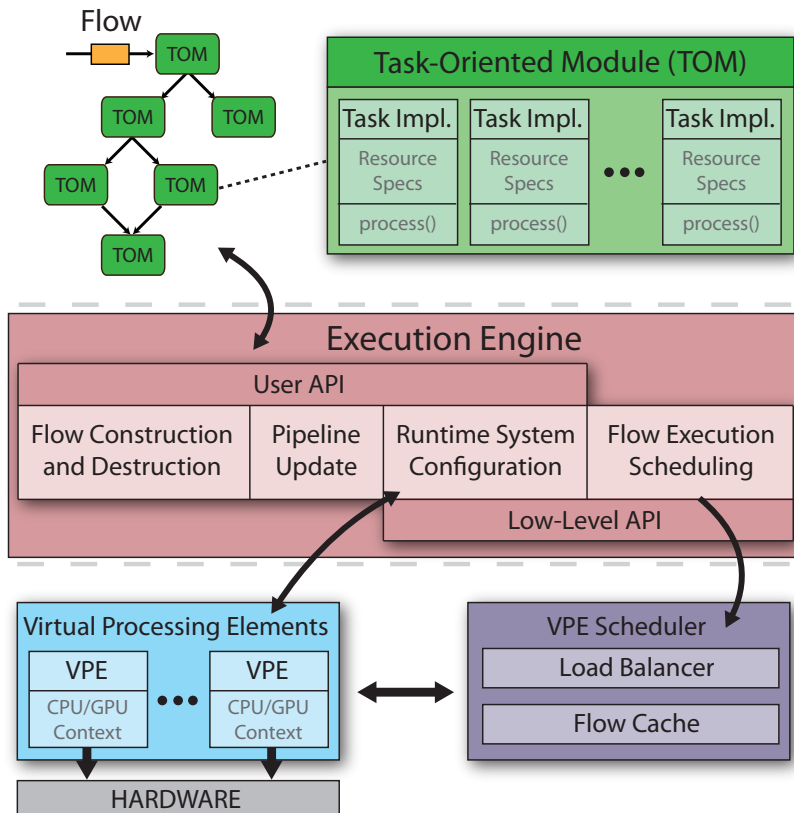 Flow
TOM
TOM
TOM
TOM
TOM
TOM
Task-Oriented Module (TOM)
Task Impl.
Resource
Specs
process()
Task Impl.
Resource
Specs
process()
Task Impl.
Resource
Specs
process()
Execution Engine
User API
Flow Construction
and Destruction
Pipeline
Update
Runtime System
Configuration
Flow Execution
Scheduling
Low-Level API
Virtual Processing Elements
VPE
CPU/GPU
Context
VPE
CPU/GPU
Context
HARDWARE
VPE Scheduler
Load Balancer
Flow Cache